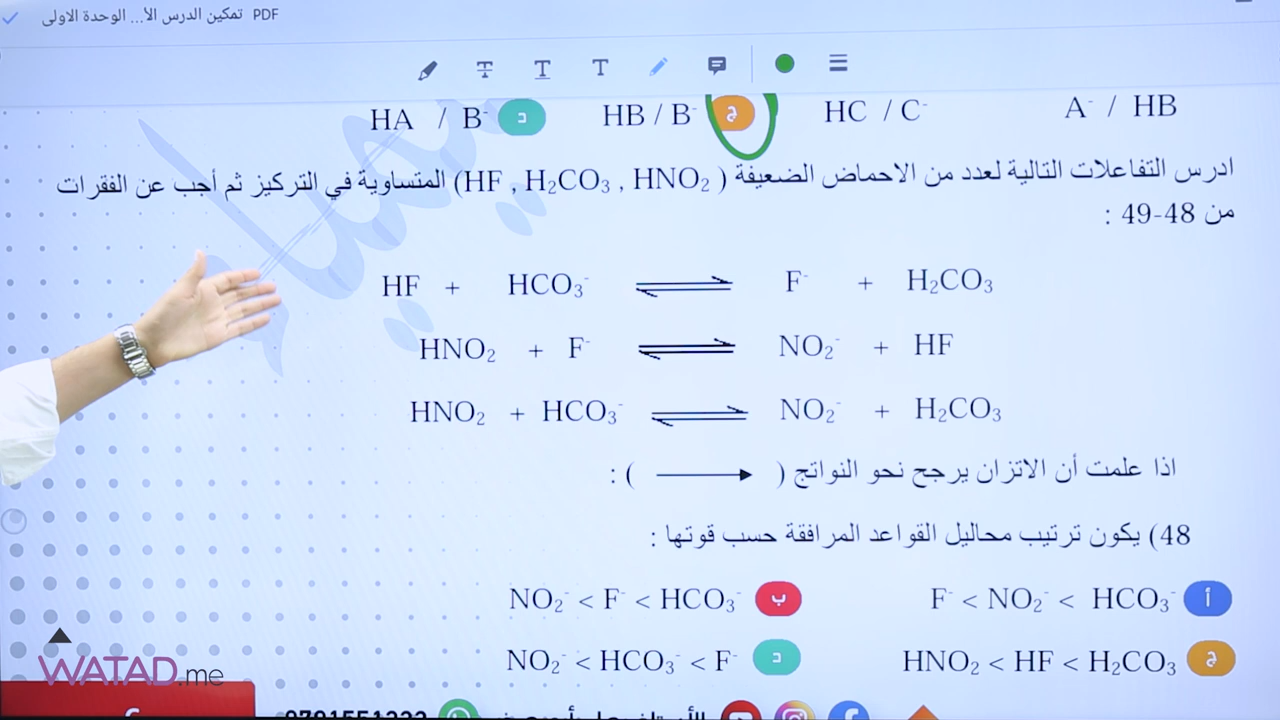 تمكين الدرس الأ... الوحدة الاولى PDF
A⁻ / HB HC / C⁻ ج HB / B⁻ د HA / B⁻
ادرس التفاعلات التالية لعدد من الاحماض الضعيفة ( HF , H₂CO₃ , HNO₂) المتساوية في التركيز ثم أجب عن الفقرات
من 48-49 :
HF + HCO₃⁻ ⇌ F⁻ + H₂CO₃
HNO₂ + F⁻ ⇌ NO₂⁻ + HF
HNO₂ + HCO₃⁻ ⇌ NO₂⁻ + H₂CO₃
اذا علمت أن الاتزان يرجح نحو النواتج ( ⟶ ) :
48) يكون ترتيب محاليل القواعد المرافقة حسب قوتها :
أ F⁻ < NO₂⁻ < HCO₃⁻
ب NO₂⁻ < F⁻ < HCO₃⁻
ج HNO₂ < HF < H₂CO₃
د NO₂⁻ < HCO₃⁻ < F⁻
WATAD.me